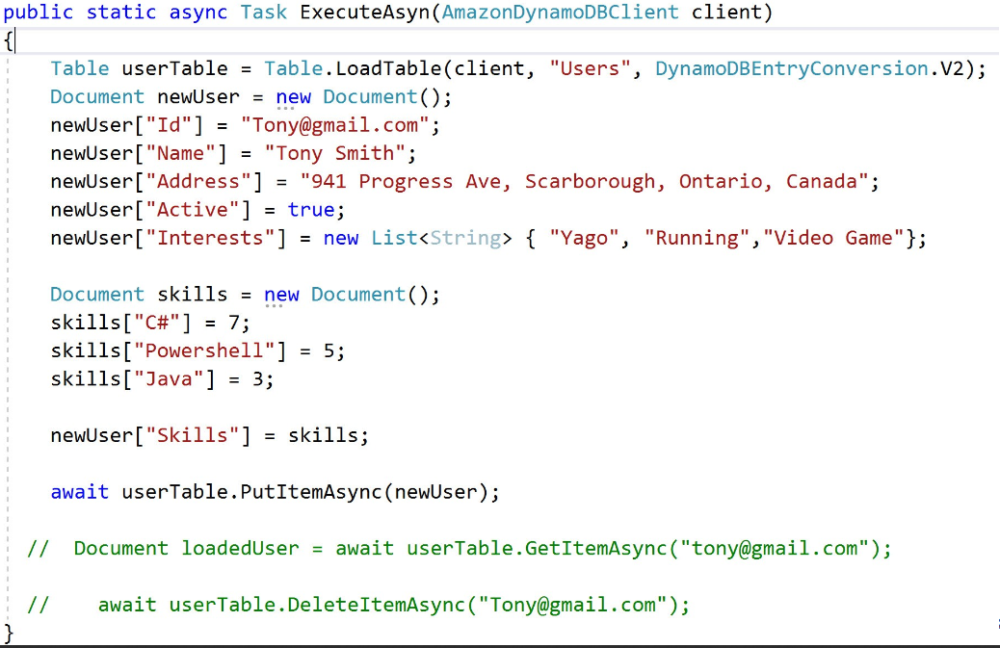 public static async Task ExecuteAsyn(AmazonDynamoDBClient client)
{
Table userTable = Table.LoadTable(client, "Users", DynamoDBEntryConversion.V2);
Document newUser = new Document();
newUser["Id"] = "Tony@gmail.com";
newUser["Name"] = "Tony Smith";
newUser["Address"] = "941 Progress Ave, Scarborough, Ontario, Canada";
newUser["Active"] = true;
newUser["Interests"] = new List<String> { "Yago", "Running","Video Game"};
Document skills = new Document();
skills["C#"] = 7;
skills["Powershell"] = 5;
skills["Java"] = 3;
newUser["Skills"] = skills;
await userTable.PutItemAsync(newUser);
//  Document loadedUser = await userTable.GetItemAsync("tony@gmail.com");
//    await userTable.DeleteItemAsync("Tony@gmail.com");
}